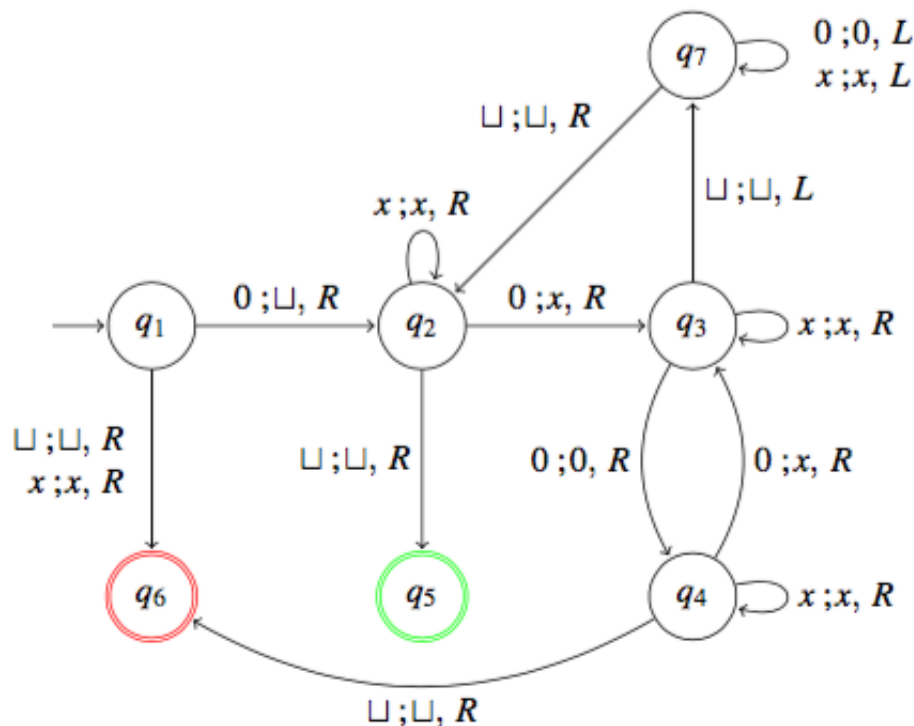 0 ;0, L
q7
x ;x, L
⊔ ;⊔, R
⊔ ;⊔, L
x ;x, R
0 ;⊔, R
0 ;x, R
q1
q2
q3
x ;x, R
⊔ ;⊔, R
x ;x, R
⊔ ;⊔, R
0 ;0, R
0 ;x, R
q6
q5
q4
x ;x, R
⊔ ;⊔, R